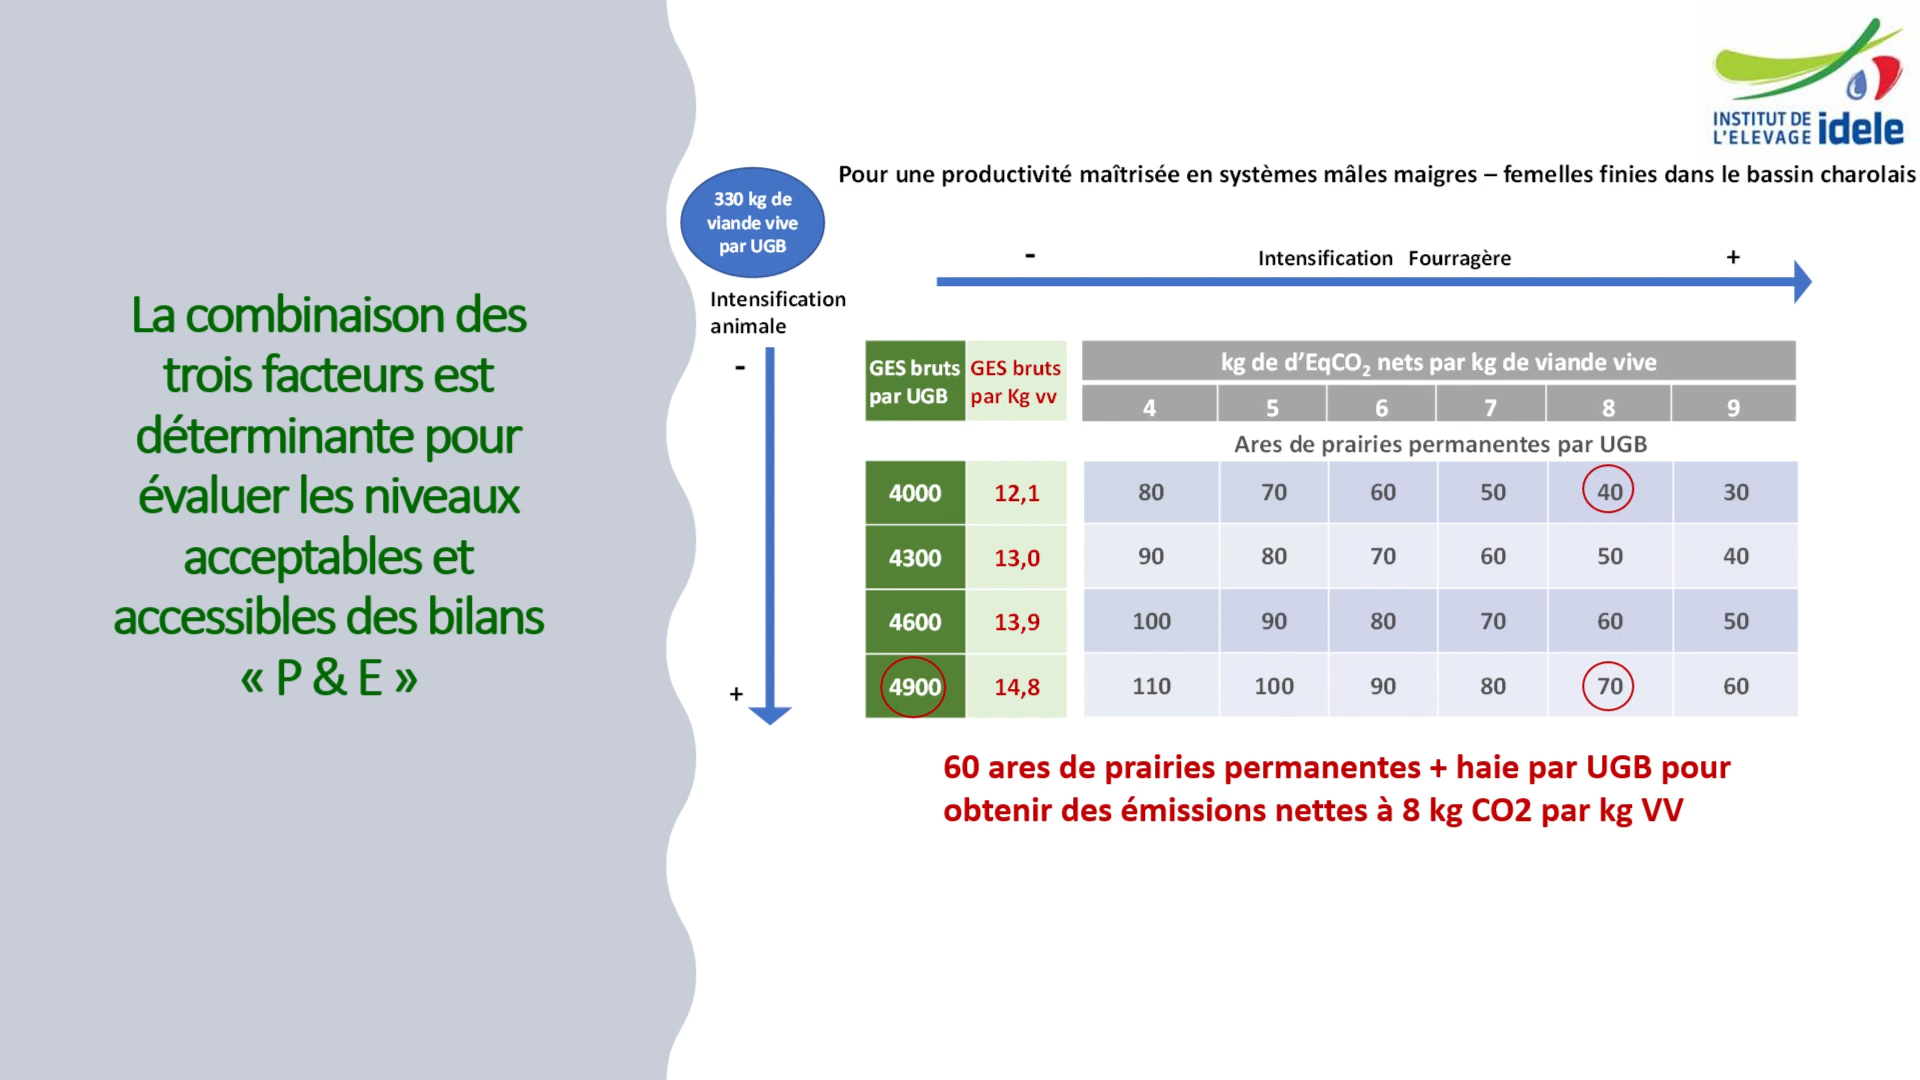 La combinaison des
trois facteurs est
déterminante pour
évaluer les niveaux
acceptables et
accessibles des bilans
« P & E »
INSTITUT DE
L'ELEVAGE idele
Pour une productivité maîtrisée en systèmes mâles maigres – femelles finies dans le bassin charolais
330 kg de
viande vive
par UGB
- Intensification Fourragère +
Intensification
animale
-
+
GES bruts
par UGB
GES bruts
par Kg vv
kg de d'EqCO₂ nets par kg de viande vive
4 5 6 7 8 9
Ares de prairies permanentes par UGB
4000 12,1 80 70 60 50 40 30
4300 13,0 90 80 70 60 50 40
4600 13,9 100 90 80 70 60 50
4900 14,8 110 100 90 80 70 60
60 ares de prairies permanentes + haie par UGB pour
obtenir des émissions nettes à 8 kg CO2 par kg VV